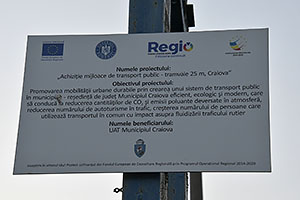 Regio
Numele proiectului:
„Achiziție mijloace de transport public - tramvaie 25 m, Craiova”
Obiectivul proiectului:
Promovarea mobilității urbane durabile prin crearea unui sistem de transport public
în municipiul - reședință de județ Municipiul Craiova eficient, ecologic și modern, care
să conducă la reducerea cantităților de CO₂ și emisii poluante deversate în atmosferă,
reducerea numărului de autoturisme în trafic, creșterea numărului de persoane care
utilizează transportul în comun cu impact asupra fluidizării traficului rutier
Numele beneficiarului:
UAT Municipiul Craiova